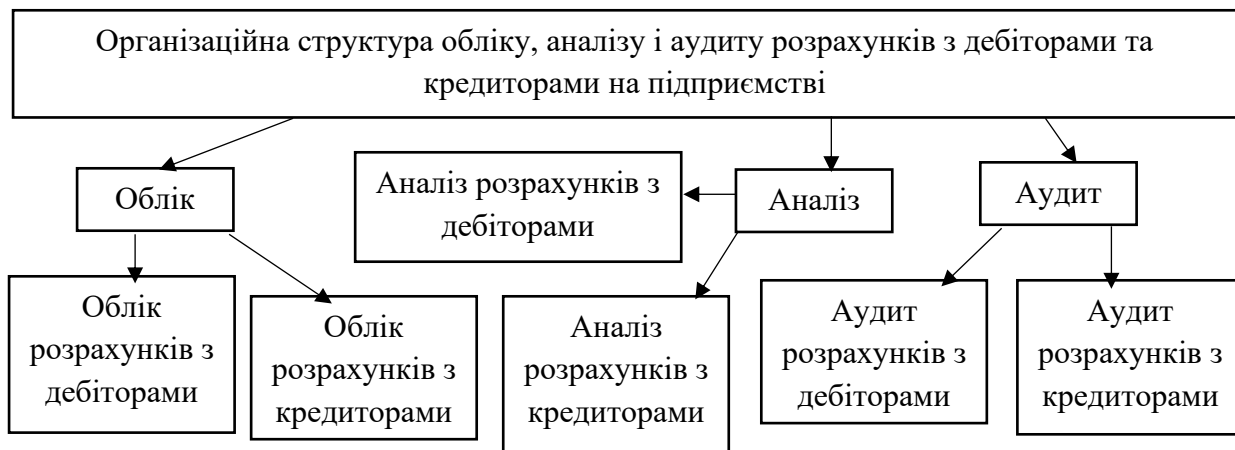 Організаційна структура обліку, аналізу і аудиту розрахунків з дебіторами та
кредиторами на підприємстві
Облік
Аналіз розрахунків з
дебіторами
Аналіз
Аудит
Облік
розрахунків з
дебіторами
Облік
розрахунків з
кредиторами
Аналіз
розрахунків з
кредиторами
Аудит
розрахунків з
дебіторами
Аудит
розрахунків з
кредиторами